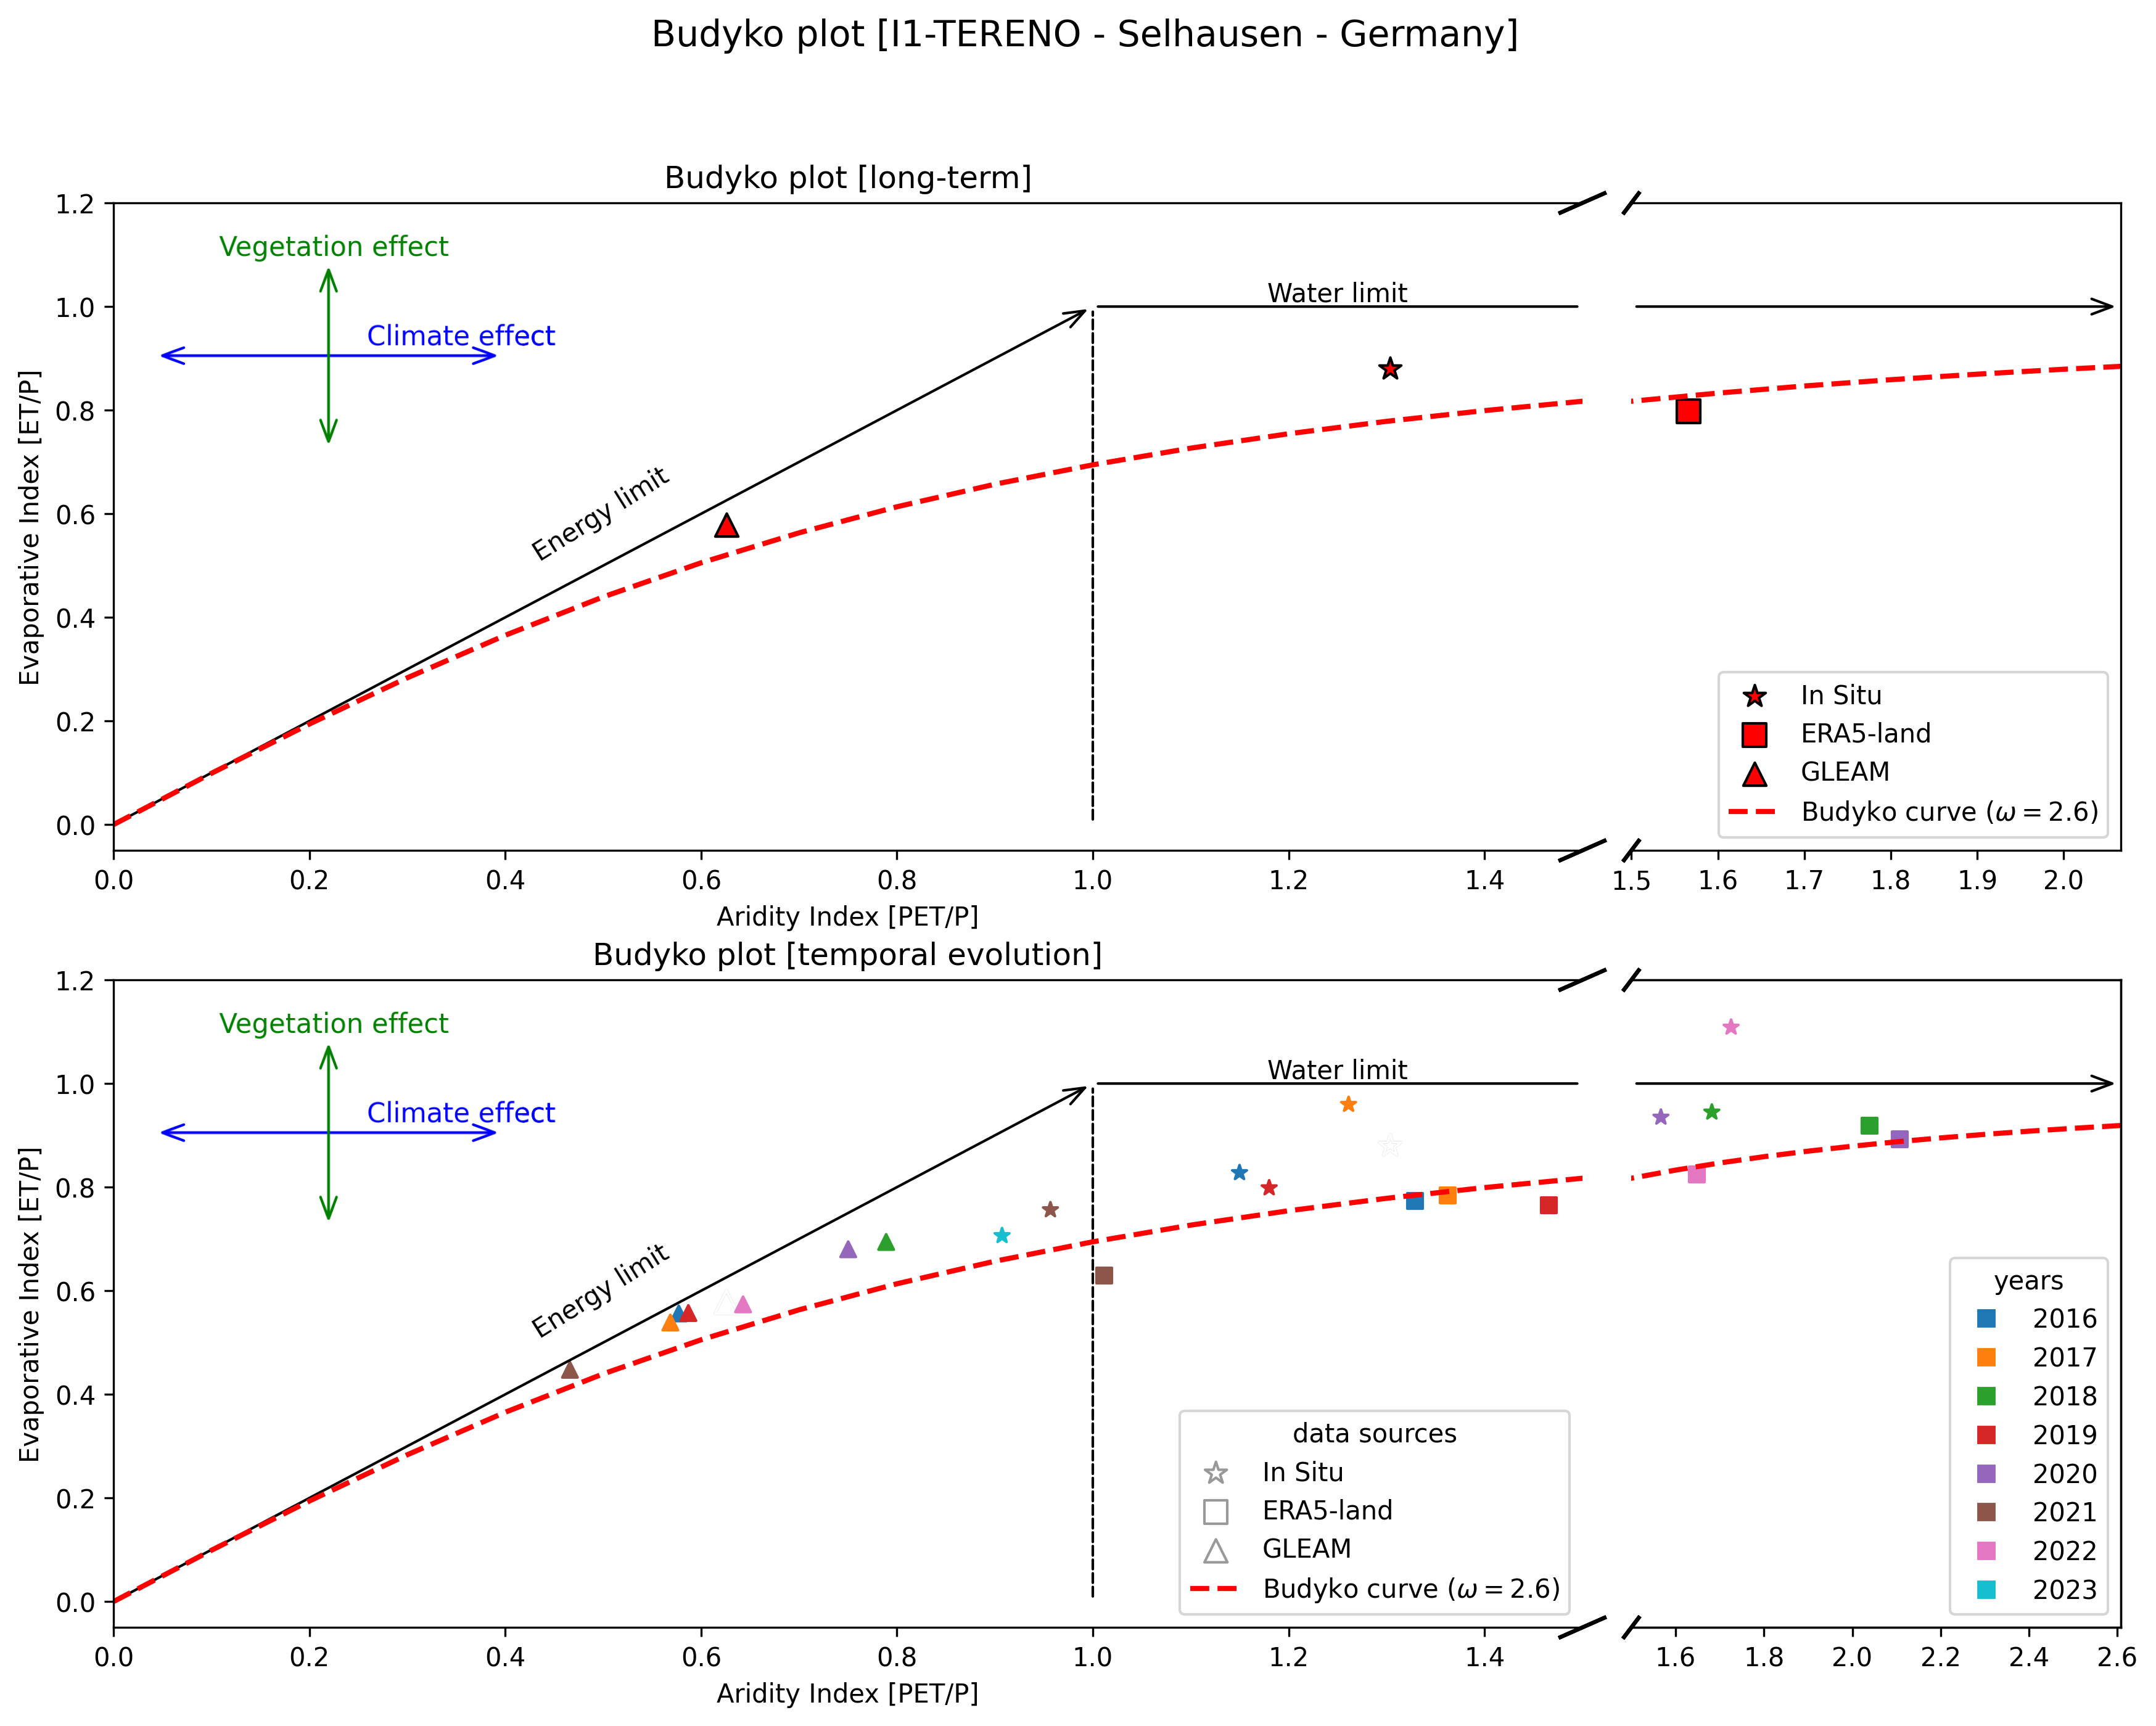 Budyko plot [I1-TERENO - Selhausen - Germany]
Budyko plot [long-term]
Evaporative Index [ET/P]
1.2
1.0
0.8
0.6
0.4
0.2
0.0
Vegetation effect
Climate effect
Energy limit
Water limit
In Situ
ERA5-land
GLEAM
Budyko curve (ω = 2.6)
0.0 0.2 0.4 0.6 0.8 1.0 1.2 1.4 1.5 1.6 1.7 1.8 1.9 2.0
Aridity Index [PET/P]
Budyko plot [temporal evolution]
Evaporative Index [ET/P]
1.2
1.0
0.8
0.6
0.4
0.2
0.0
Vegetation effect
Climate effect
Energy limit
Water limit
data sources
In Situ
ERA5-land
GLEAM
Budyko curve (ω = 2.6)
years
2016
2017
2018
2019
2020
2021
2022
2023
0.0 0.2 0.4 0.6 0.8 1.0 1.2 1.4 1.6 1.8 2.0 2.2 2.4 2.6
Aridity Index [PET/P]